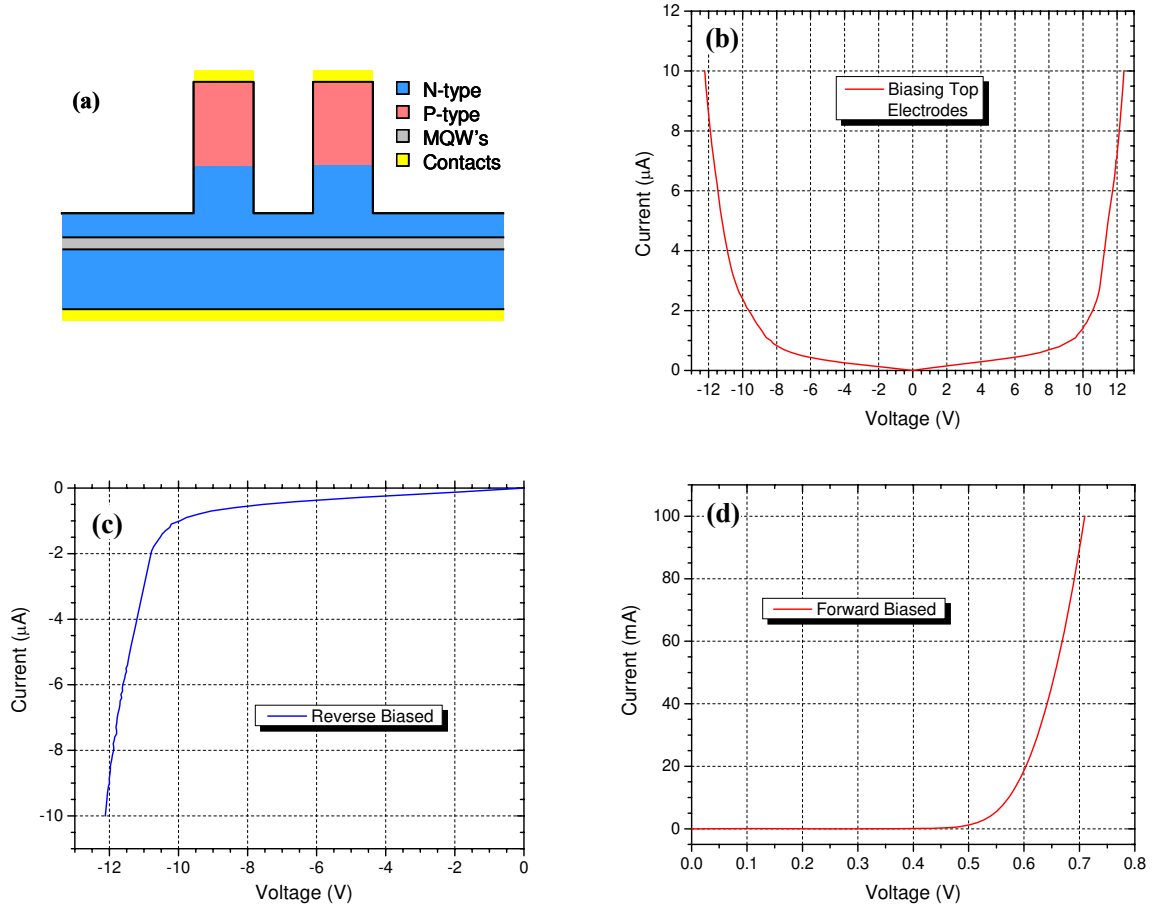 (a)
N-type
P-type
MQW's
Contacts
(b)
12
10
8
6
4
2
0
Current (μA)
Biasing Top
Electrodes
-12 -10 -8 -6 -4 -2 0 2 4 6 8 10 12
Voltage (V)
(c)
0
-2
-4
-6
-8
-10
Current (μA)
Reverse Biased
-12 -10 -8 -6 -4 -2 0
Voltage (V)
(d)
100
80
60
40
20
0
Current (mA)
Forward Biased
0.0 0.1 0.2 0.3 0.4 0.5 0.6 0.7 0.8
Voltage (V)